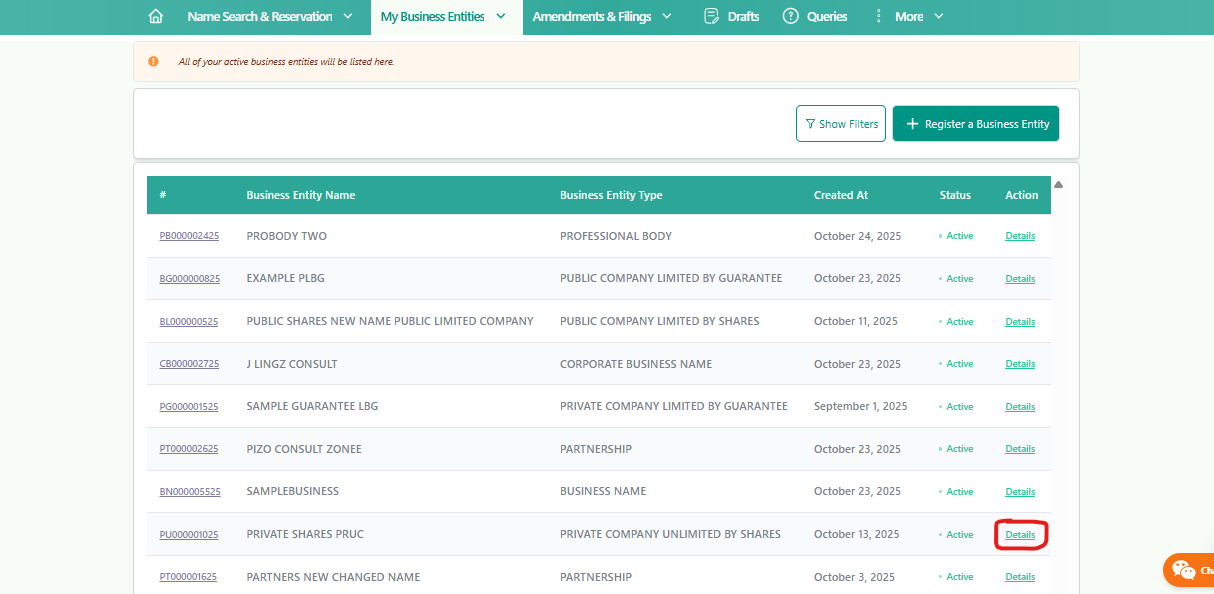 Name Search & Reservation My Business Entities Amendments & Filings Drafts Queries More
All of your active business entities will be listed here.
Show Filters + Register a Business Entity
# Business Entity Name Business Entity Type Created At Status Action
PB000002425 PROBODY TWO PROFESSIONAL BODY October 24, 2025 Active Details
BG000000825 EXAMPLE PLBG PUBLIC COMPANY LIMITED BY GUARANTEE October 23, 2025 Active Details
BL000000525 PUBLIC SHARES NEW NAME PUBLIC LIMITED COMPANY PUBLIC COMPANY LIMITED BY SHARES October 11, 2025 Active Details
CB000002725 J LINGZ CONSULT CORPORATE BUSINESS NAME October 23, 2025 Active Details
PG000001525 SAMPLE GUARANTEE LBG PRIVATE COMPANY LIMITED BY GUARANTEE September 1, 2025 Active Details
PT000002625 PIZO CONSULT ZONEE PARTNERSHIP October 23, 2025 Active Details
BN000005525 SAMPLEBUSINESS BUSINESS NAME October 23, 2025 Active Details
PU000001025 PRIVATE SHARES PRUC PRIVATE COMPANY UNLIMITED BY SHARES October 13, 2025 Active Details
PT000001625 PARTNERS NEW CHANGED NAME PARTNERSHIP October 3, 2025 Active Details